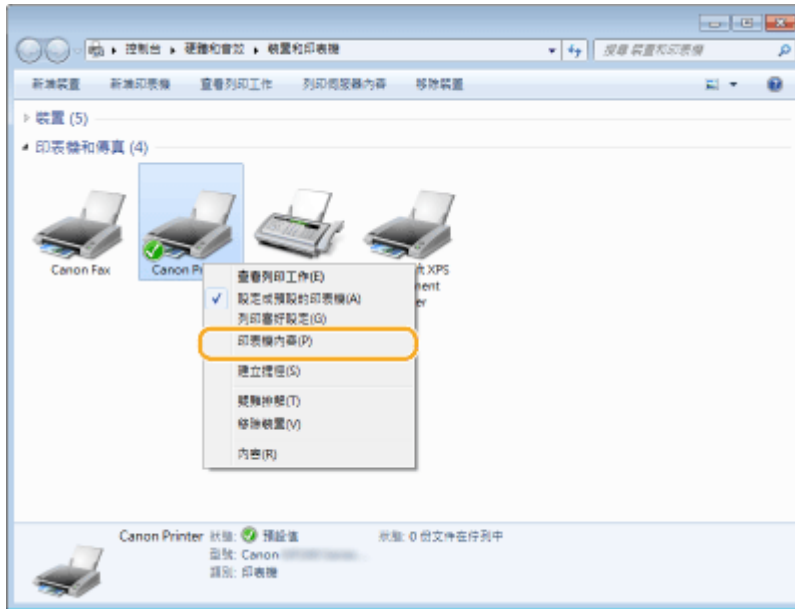 控制台 ▸ 硬體和音效 ▸ 裝置和印表機
搜尋 裝置和印表機
新增裝置 新增印表機 查看列印工作 列印伺服器內容 移除裝置
裝置 (5)
印表機和傳真 (4)
Canon Fax
Canon Pr
XPS
查看列印工作(E)
設定成預設的印表機(A)
列印喜好設定(G)
印表機內容(P)
建立捷徑(S)
疑難排解(T)
移除裝置(V)
內容(R)
Canon Printer 狀態: 預設值 狀態: 0 份文件在佇列中
型號: Canon
類別: 印表機